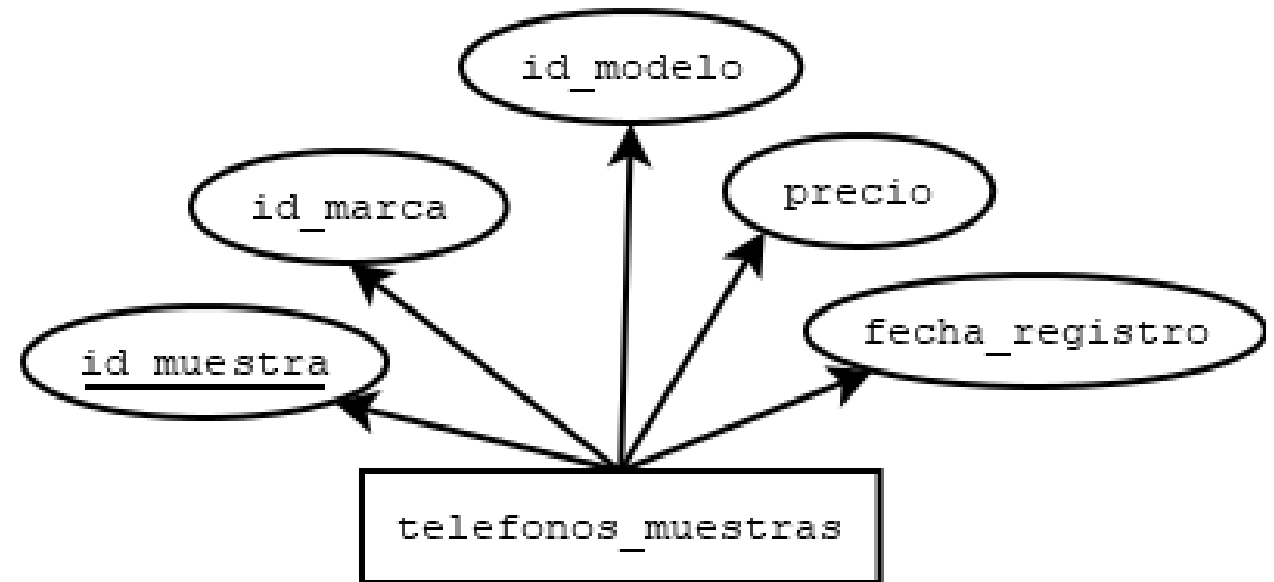 id_modelo
precio
id_marca
fecha_registro
id_muestra
telefonos_muestras